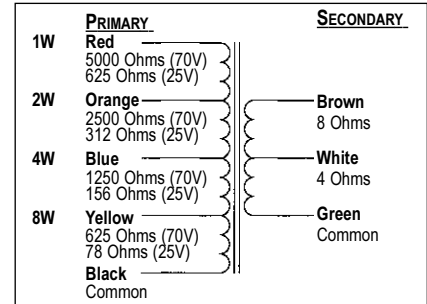 PRIMARY
SECONDARY
1W Red
5000 Ohms (70V)
625 Ohms (25V)
2W Orange
2500 Ohms (70V)
312 Ohms (25V)
Brown
8 Ohms
4W Blue
1250 Ohms (70V)
156 Ohms (25V)
White
4 Ohms
8W Yellow
625 Ohms (70V)
78 Ohms (25V)
Green
Common
Black
Common